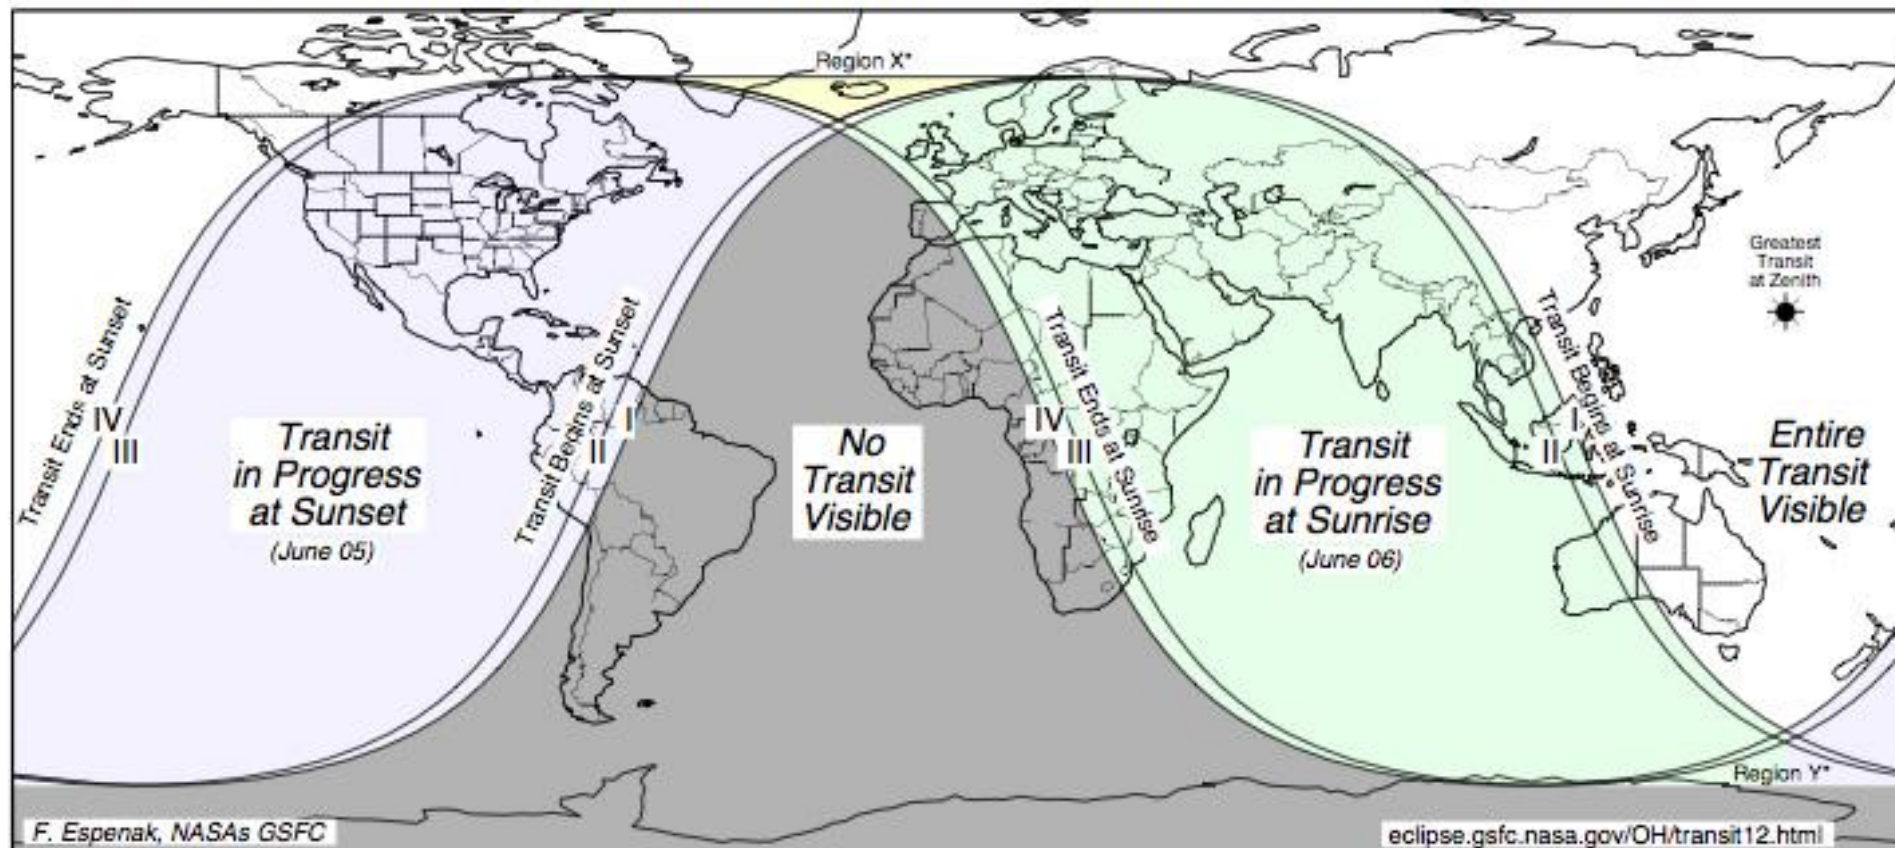 Region X*
Greatest
Transit
at Zenith
Transit Ends at Sunset
IV
III
Transit
in Progress
at Sunset
(June 05)
Transit Begins at Sunset
I
II
No
Transit
Visible
IV
III
Transit Ends at Sunrise
Transit
in Progress
at Sunrise
(June 06)
Transit Begins at Sunrise
I
II
Entire
Transit
Visible
Region Y*
F. Espenak, NASAs GSFC
eclipse.gsfc.nasa.gov/OH/transit12.html